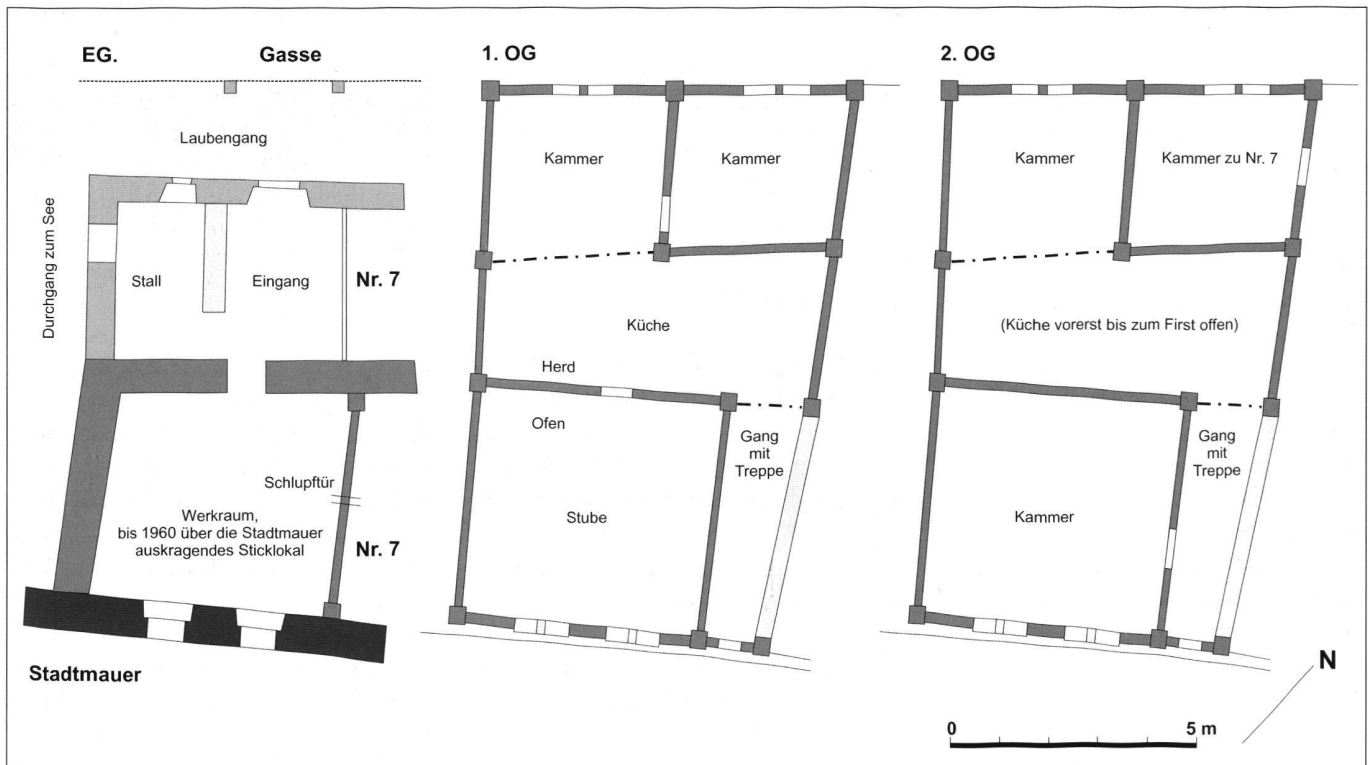 EG.
Gasse
Laubengang
Durchgang zum See
Stall
Eingang
Nr. 7
Schlupftür
Werkraum,
bis 1960 über die Stadtmauer
auskragendes Sticklokal
Nr. 7
Stadtmauer
1. OG
Kammer
Kammer
Küche
Herd
Ofen
Gang
mit
Treppe
Stube
2. OG
Kammer
Kammer zu Nr. 7
(Küche vorerst bis zum First offen)
Gang
mit
Treppe
Kammer
N
0
5 m